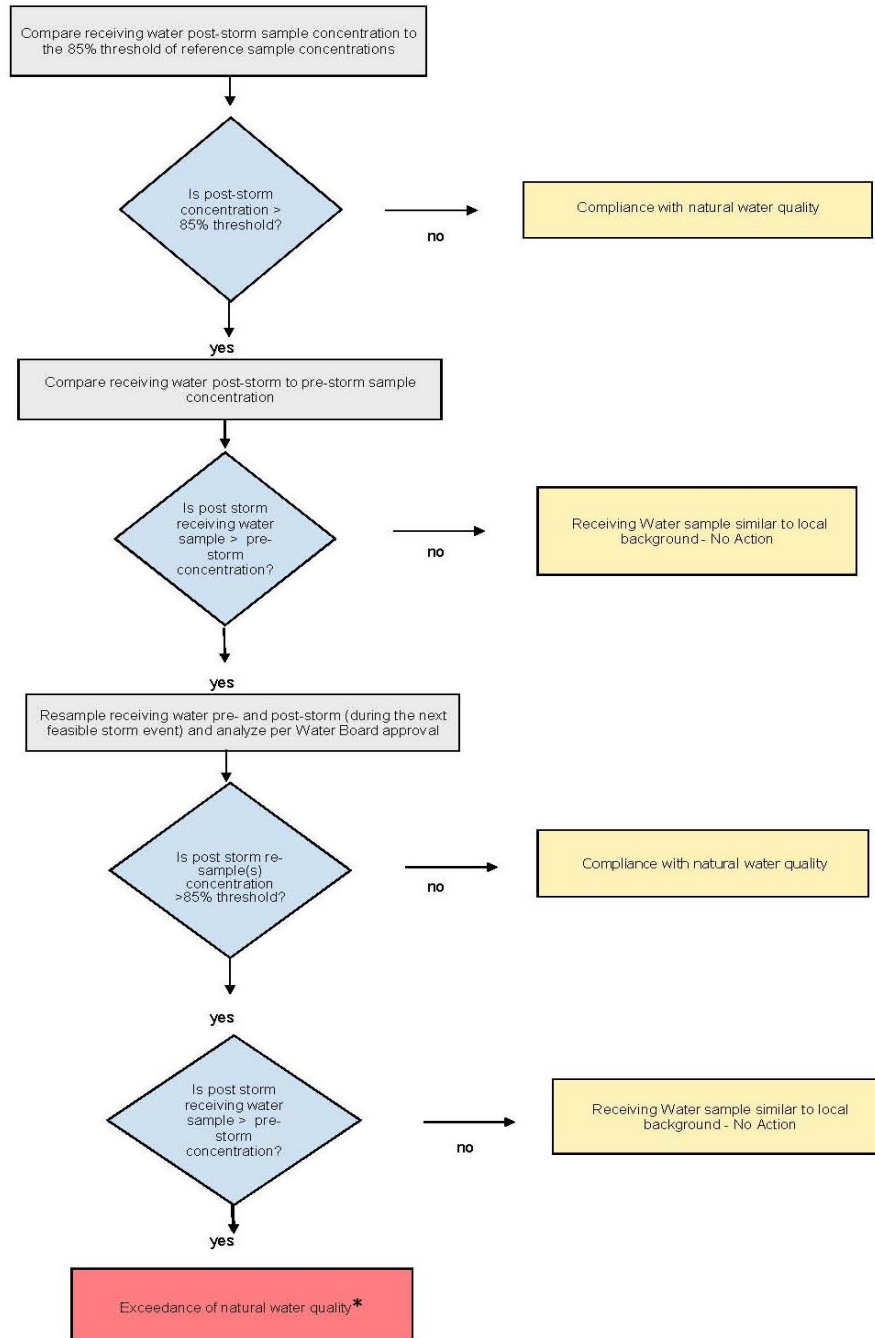 Compare receiving water post-storm sample concentration to
the 85% threshold of reference sample concentrations
Is post-storm
concentration >
85% threshold?
no
Compliance with natural water quality
yes
Compare receiving water post-storm to pre-storm sample
concentration
Is post storm
receiving water
sample > pre-
storm
concentration?
no
Receiving Water sample similar to local
background - No Action
yes
Resample receiving water pre- and post-storm (during the next
feasible storm event) and analyze per Water Board approval
Is post storm re-
sample(s)
concentration
>85% threshold?
no
Compliance with natural water quality
yes
Is post storm
receiving water
sample > pre-
storm
concentration?
no
Receiving Water sample similar to local
background - No Action
yes
Exceedance of natural water quality*